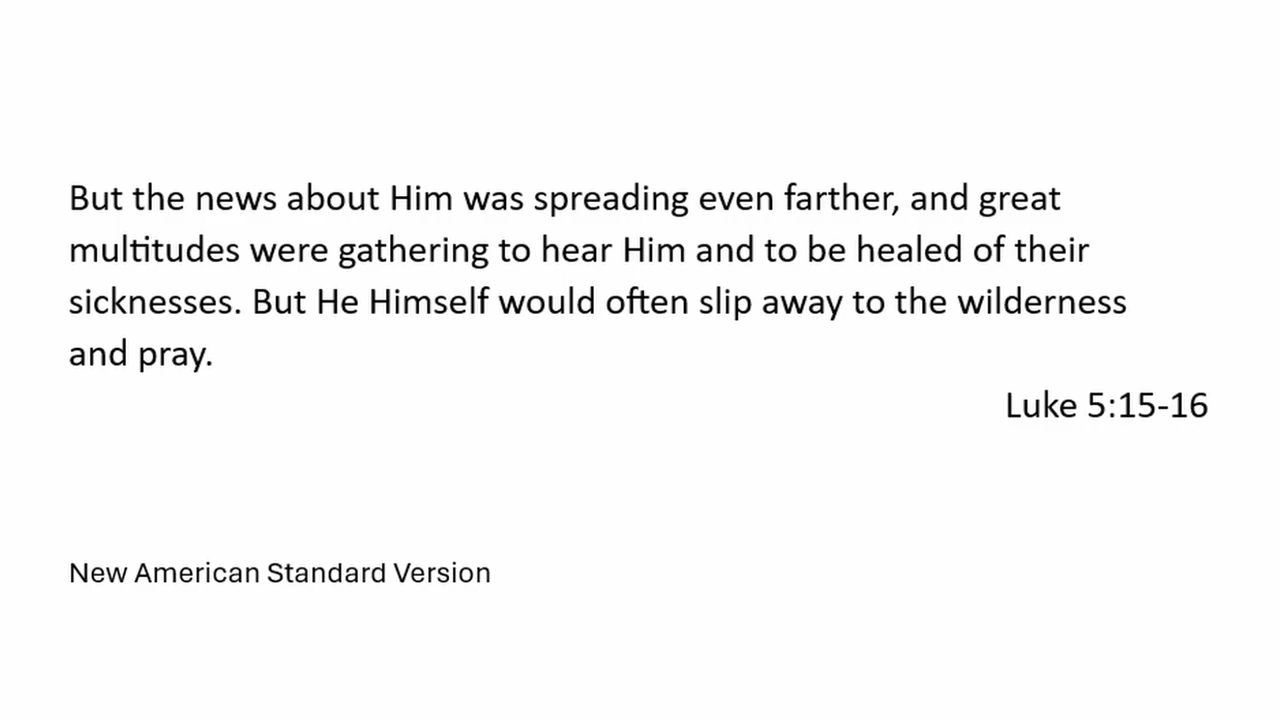 But the news about Him was spreading even farther, and great
multitudes were gathering to hear Him and to be healed of their
sicknesses. But He Himself would often slip away to the wilderness
and pray.
Luke 5:15-16
New American Standard Version